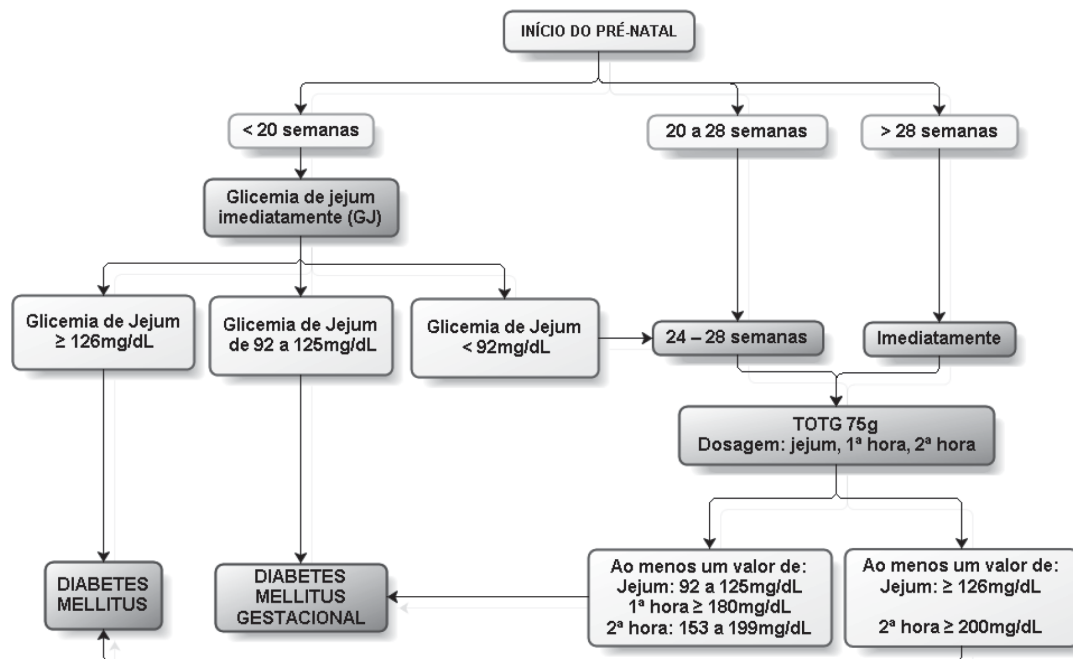 INÍCIO DO PRÉ-NATAL
< 20 semanas
20 a 28 semanas
> 28 semanas
Glicemia de jejum
imediatamente (GJ)
Glicemia de Jejum
≥ 126mg/dL
Glicemia de Jejum
de 92 a 125mg/dL
Glicemia de Jejum
< 92mg/dL
24 – 28 semanas
Imediatamente
TOTG 75g
Dosagem: jejum, 1ª hora, 2ª hora
DIABETES
MELLITUS
DIABETES
MELLITUS
GESTACIONAL
Ao menos um valor de:
Jejum: 92 a 125mg/dL
1ª hora ≥ 180mg/dL
2ª hora: 153 a 199mg/dL
Ao menos um valor de:
Jejum: ≥ 126mg/dL
2ª hora ≥ 200mg/dL